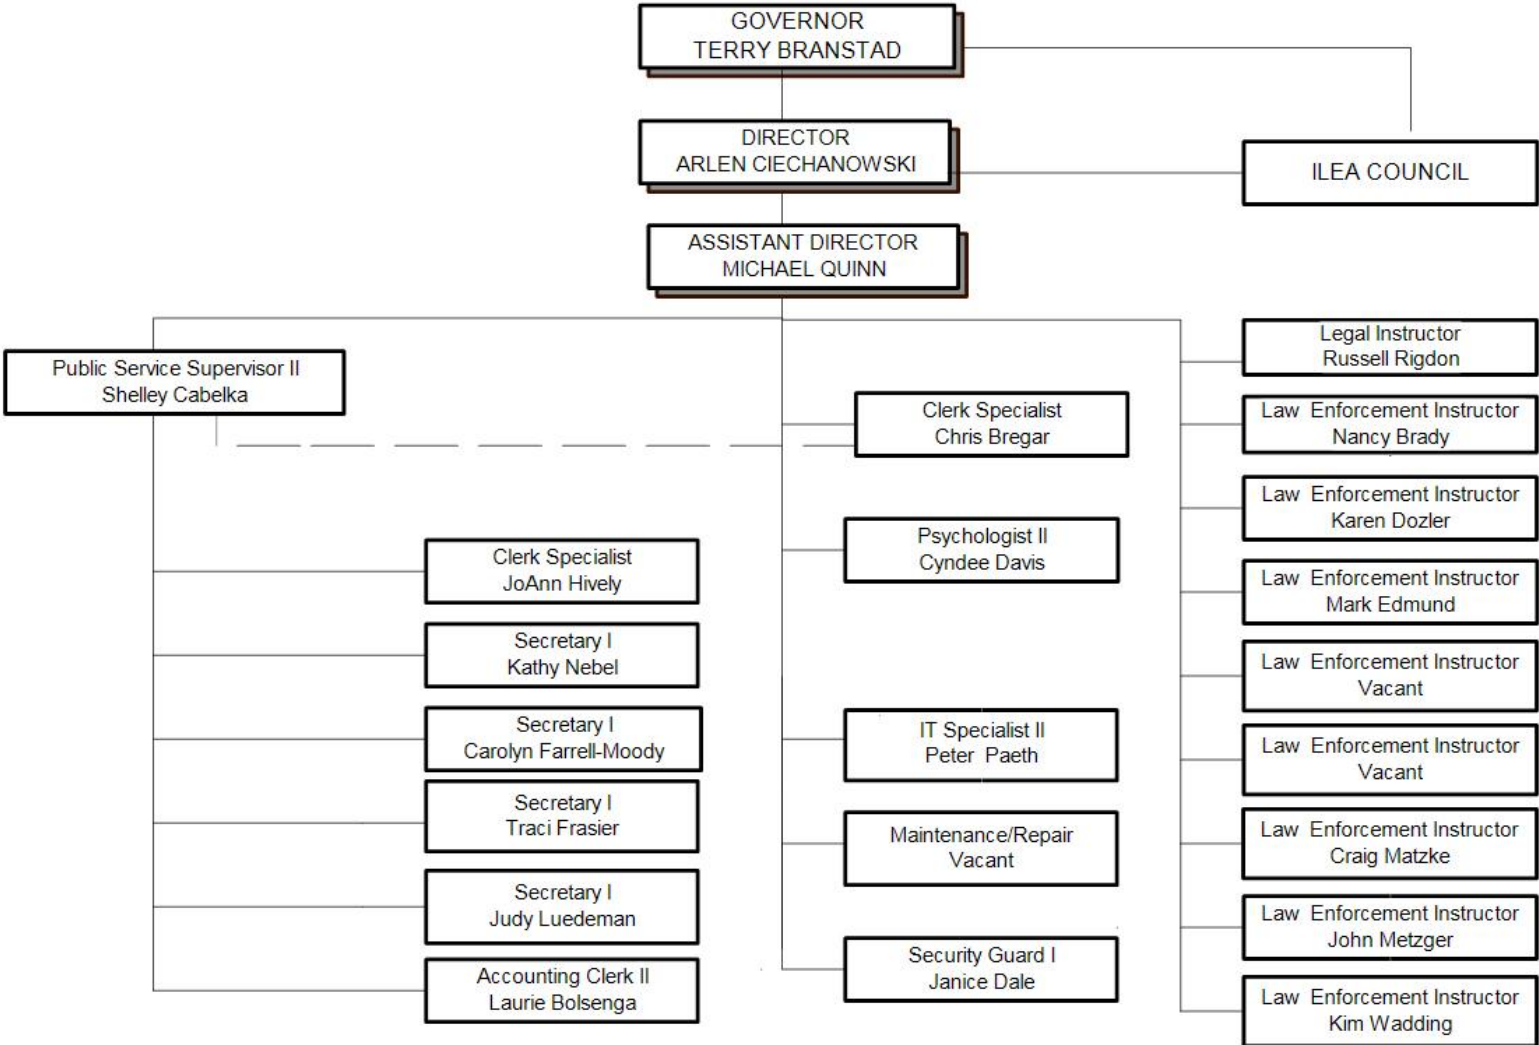 GOVERNOR
TERRY BRANSTAD
DIRECTOR
ARLEN CIECHANOWSKI
ILEA COUNCIL
ASSISTANT DIRECTOR
MICHAEL QUINN
Public Service Supervisor II
Shelley Cabelka
Clerk Specialist
JoAnn Hively
Secretary I
Kathy Nebel
Secretary I
Carolyn Farrell-Moody
Secretary I
Traci Frasier
Secretary I
Judy Luedeman
Accounting Clerk II
Laurie Bolsenga
Clerk Specialist
Chris Bregar
Psychologist II
Cyndee Davis
IT Specialist II
Peter Paeth
Maintenance/Repair
Vacant
Security Guard I
Janice Dale
Legal Instructor
Russell Rigdon
Law Enforcement Instructor
Nancy Brady
Law Enforcement Instructor
Karen Dozler
Law Enforcement Instructor
Mark Edmund
Law Enforcement Instructor
Vacant
Law Enforcement Instructor
Vacant
Law Enforcement Instructor
Craig Matzke
Law Enforcement Instructor
John Metzger
Law Enforcement Instructor
Kim Wadding